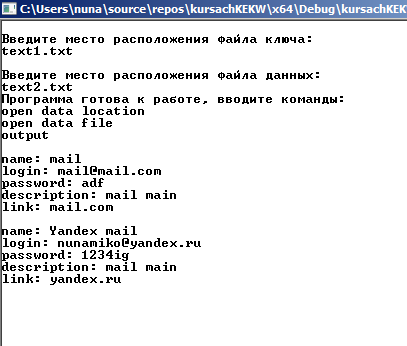 C:\Users\nuna\source\repos\kursachKEKW\x64\Debug\kursachKEKW
Введите место расположения файла ключа:
text1.txt
Введите место расположения файла данных:
text2.txt
Программа готова к работе, вводите команды:
open data location
open data file
output
name: mail
login: mail@mail.com
password: adf
description: mail main
link: mail.com
name: Yandex mail
login: nunamiko@yandex.ru
password: 1234ig
description: mail main
link: yandex.ru